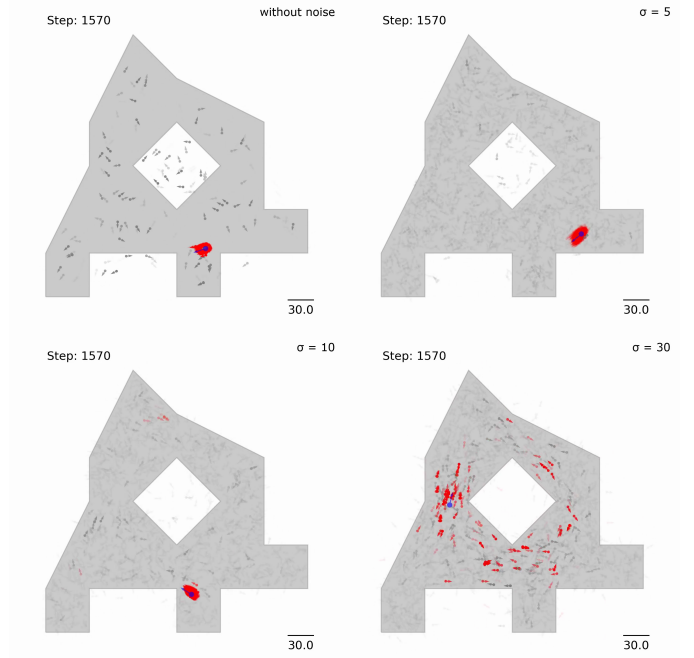 without noise
Step: 1570
σ = 5
Step: 1570
30.0
30.0
σ = 10
Step: 1570
σ = 30
Step: 1570
30.0
30.0